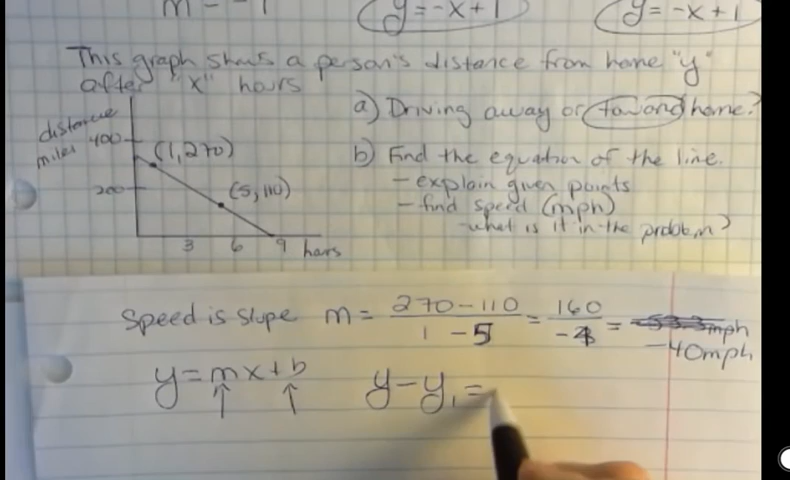 m = -1
y=-x+1
y=-x+1
This graph shows a person's distance from home "y"
after "x" hours
distance
miles
400
200
(1,270)
(5,110)
3 6 9 hours
a) Driving away or toward home?
b) Find the equation of the line.
- explain given points
- find speed (mph)
- what is it in the problem?
Speed is slope m = 270-110 / 1-5 = 160 / -4 = mph
-40mph
y=mx+b y-y₁=